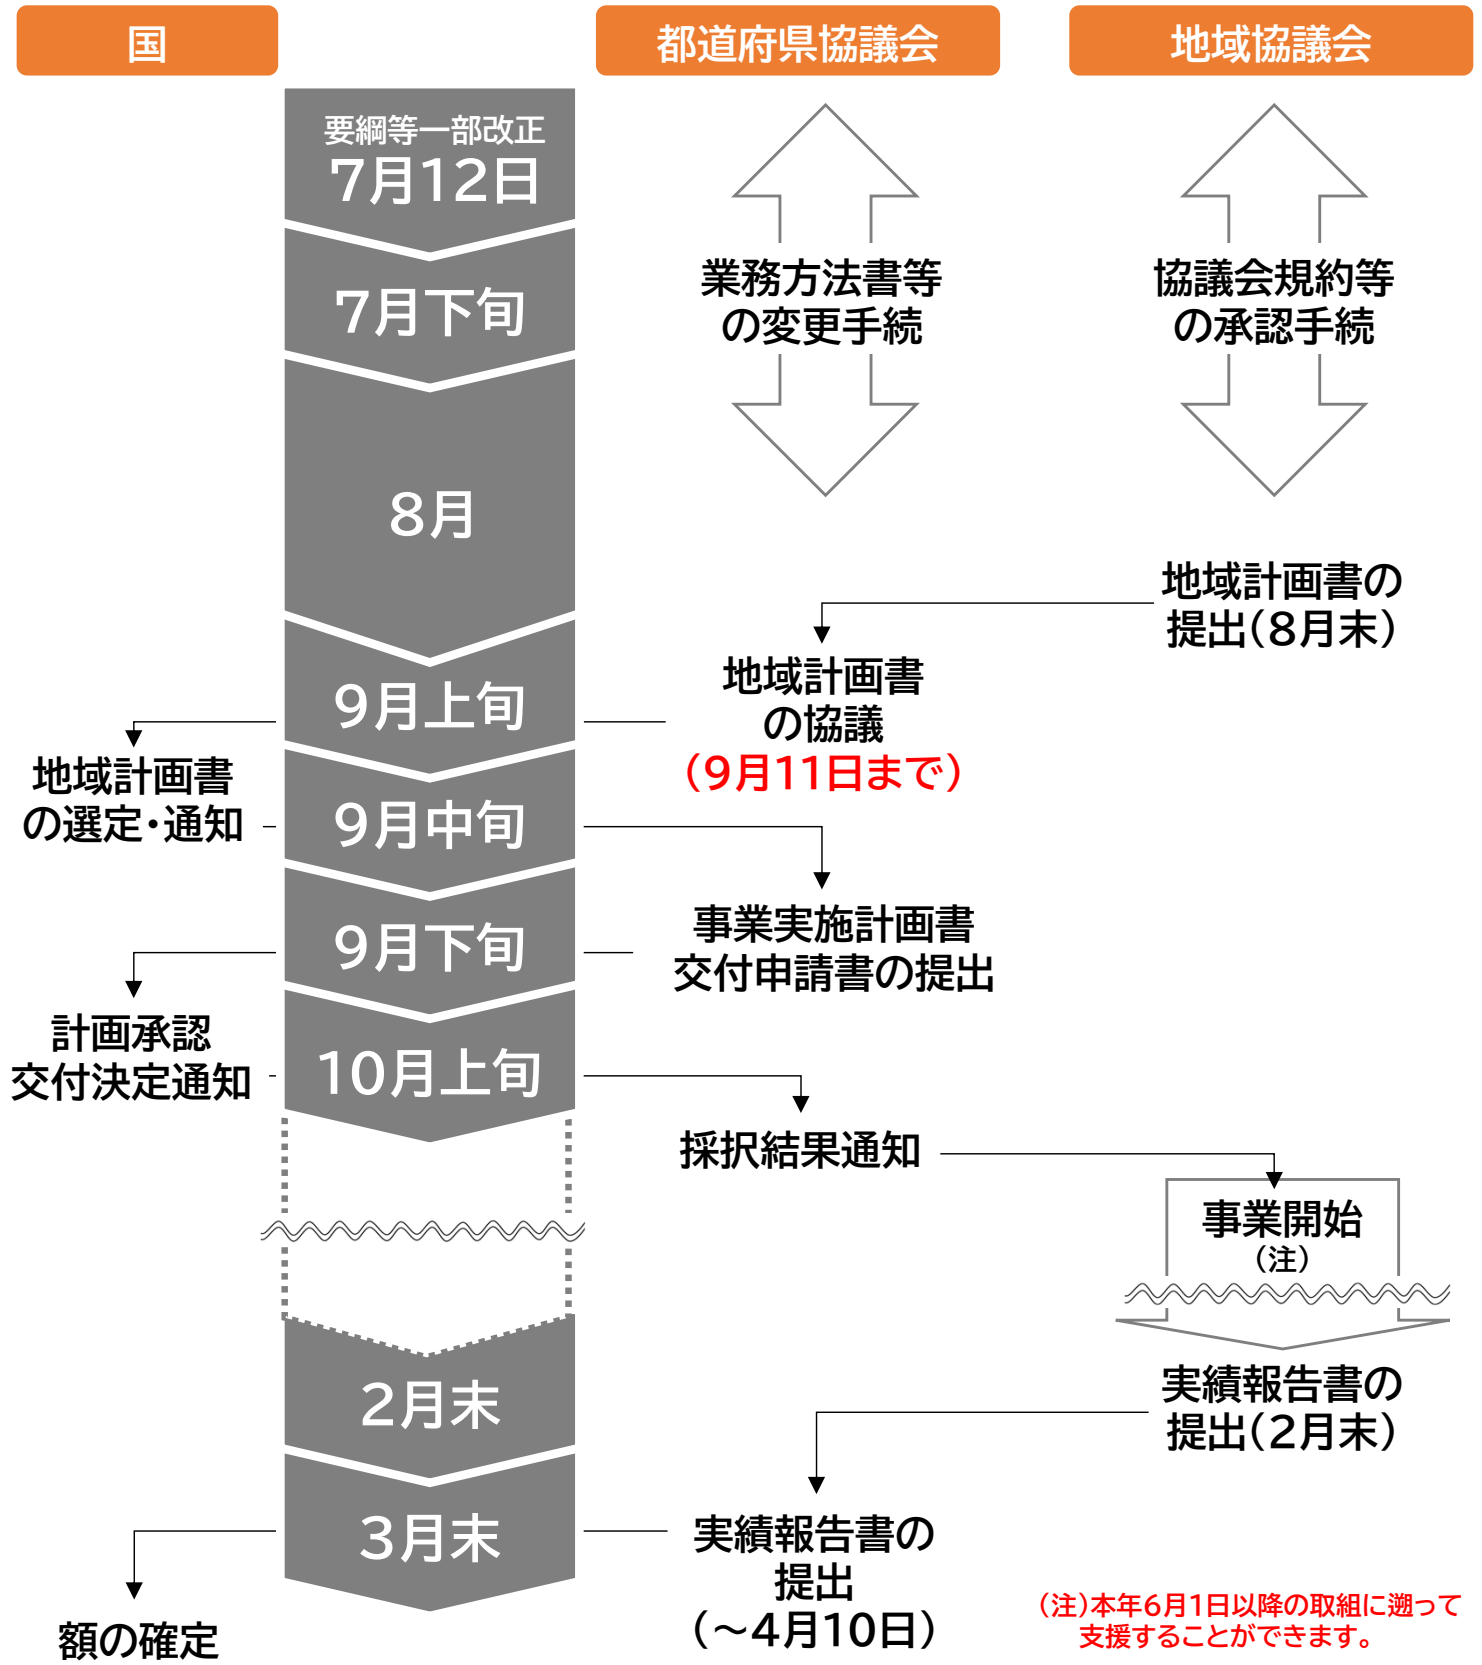 国
都道府県協議会
地域協議会
要綱等一部改正
7月12日
7月下旬
8月
9月上旬
9月中旬
9月下旬
10月上旬
2月末
3月末
業務方法書等
の変更手続
協議会規約等
の承認手続
地域計画書の
提出(8月末)
地域計画書
の協議
(9月11日まで)
地域計画書
の選定・通知
事業実施計画書
交付申請書の提出
計画承認
交付決定通知
採択結果通知
事業開始
(注)
実績報告書の
提出(2月末)
実績報告書の
提出
(~4月10日)
額の確定
(注)本年6月1日以降の取組に遡って
支援することができます。